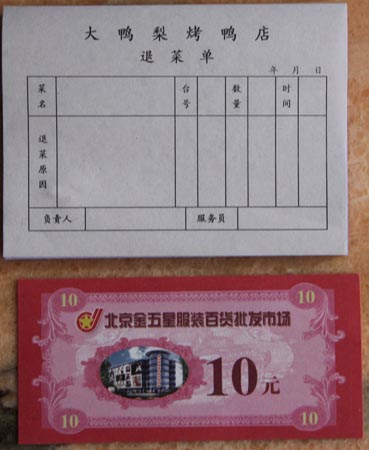 大鸭梨烤鸭店
退菜单
年 月 日
菜名 台号 数量 时间
退菜原因
负责人 服务员
10 10
北京金五星服装百货批发市场
10元
10 10